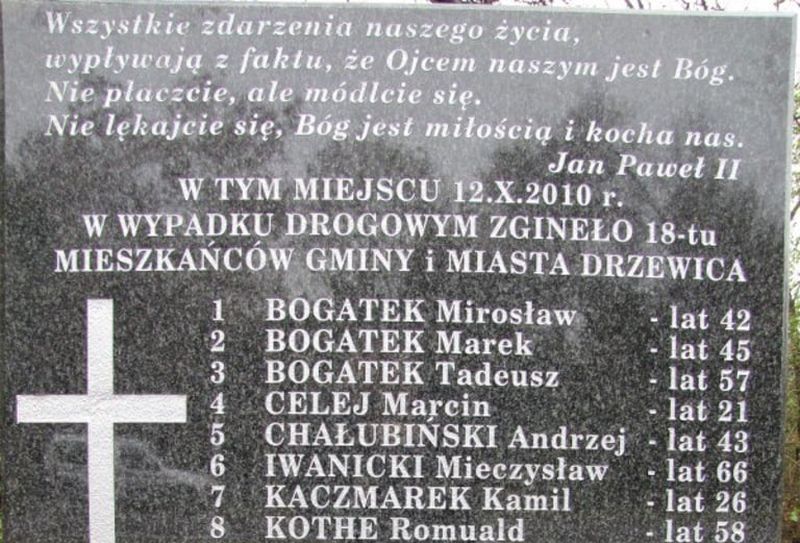 Wszystkie zdarzenia naszego życia,
wypływają z faktu, że Ojcem naszym jest Bóg.
Nie płaczcie, ale módlcie się.
Nie lękajcie się, Bóg jest miłością i kocha nas.
Jan Paweł II
W TYM MIEJSCU 12.X.2010 r.
W WYPADKU DROGOWYM ZGINEŁO 18-tu
MIESZKAŃCÓW GMINY i MIASTA DRZEWICA
1 BOGATEK Mirosław - lat 42
2 BOGATEK Marek - lat 45
3 BOGATEK Tadeusz - lat 57
4 CELEJ Marcin - lat 21
5 CHAŁUBIŃSKI Andrzej - lat 43
6 IWANICKI Mieczysław - lat 66
7 KACZMAREK Kamil - lat 26
8 KOTHE Romuald - lat 58